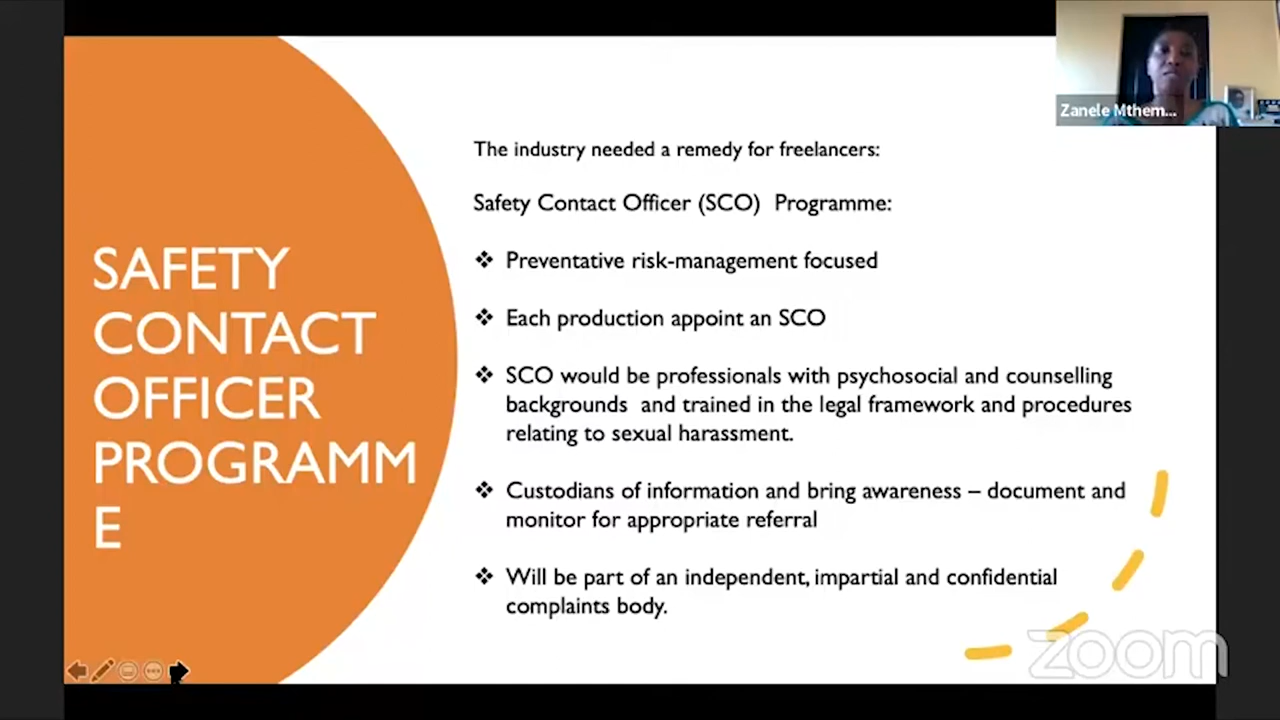 Zanele Mthem...
The industry needed a remedy for freelancers:
Safety Contact Officer (SCO) Programme:
❖ Preventative risk-management focused
❖ Each production appoint an SCO
❖ SCO would be professionals with psychosocial and counselling
backgrounds and trained in the legal framework and procedures
relating to sexual harassment.
❖ Custodians of information and bring awareness – document and
monitor for appropriate referral
❖ Will be part of an independent, impartial and confidential
complaints body.
SAFETY
CONTACT
OFFICER
PROGRAMM
E
zoom